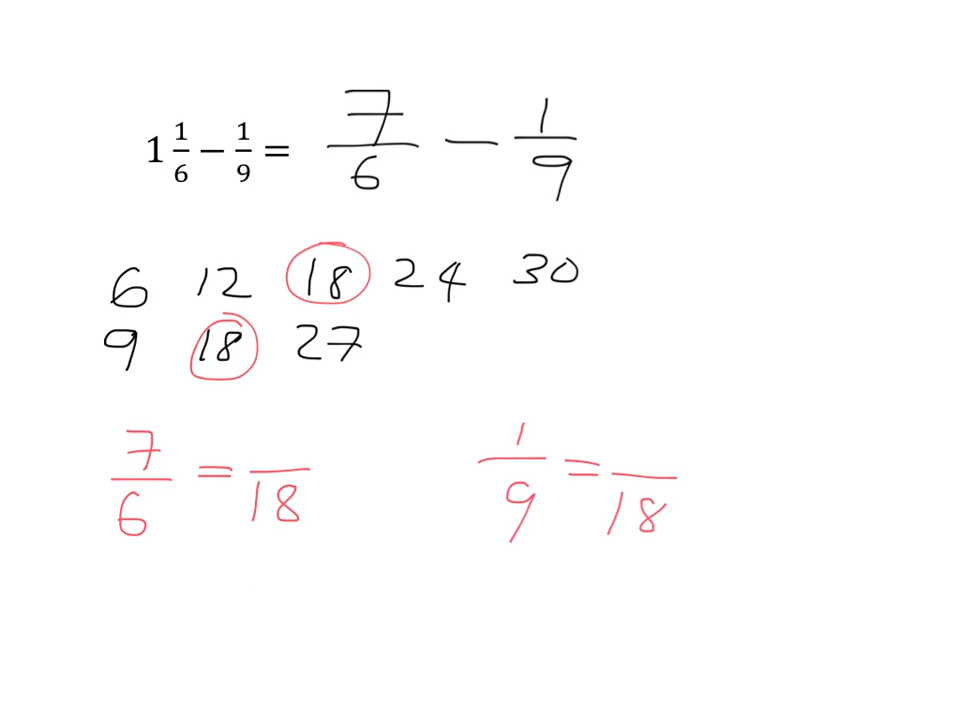 1 1/6 − 1/9 = 7/6 − 1/9
6 12 18 24 30
9 18 27
7/6 = /18 1/9 = /18